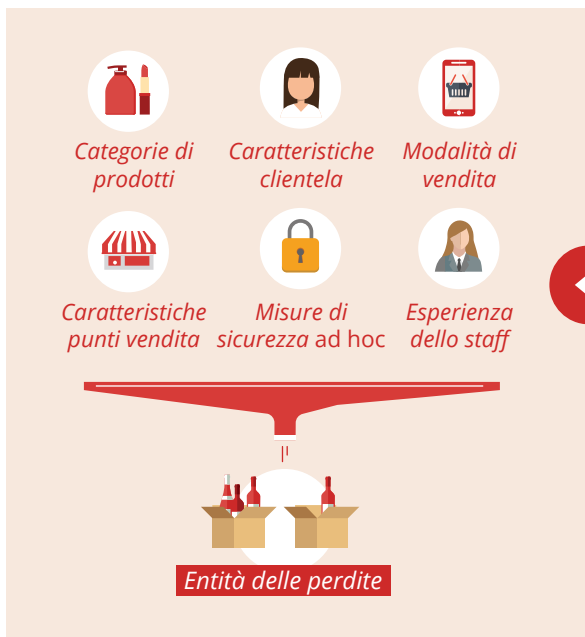 Categorie di
prodotti
Caratteristiche
clientela
Modalità di
vendita
Caratteristiche
punti vendita
Misure di
sicurezza ad hoc
Esperienza
dello staff
Entità delle perdite